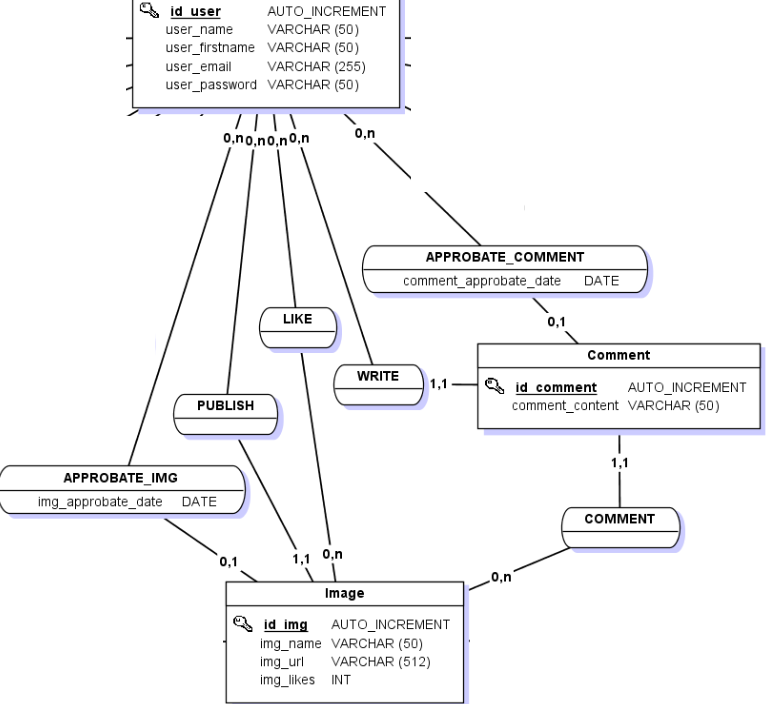 id_user AUTO_INCREMENT
user_name VARCHAR (50)
user_firstname VARCHAR (50)
user_email VARCHAR (255)
user_password VARCHAR (50)
0,n 0,n 0,n 0,n 0,n
APPROBATE_COMMENT
comment_approbate_date DATE
LIKE
0,1
Comment
id_comment AUTO_INCREMENT
comment_content VARCHAR (50)
WRITE 1,1
PUBLISH
1,1
APPROBATE_IMG
img_approbate_date DATE
COMMENT
0,1 1,1 0,n 0,n
Image
id_img AUTO_INCREMENT
img_name VARCHAR (50)
img_url VARCHAR (512)
img_likes INT